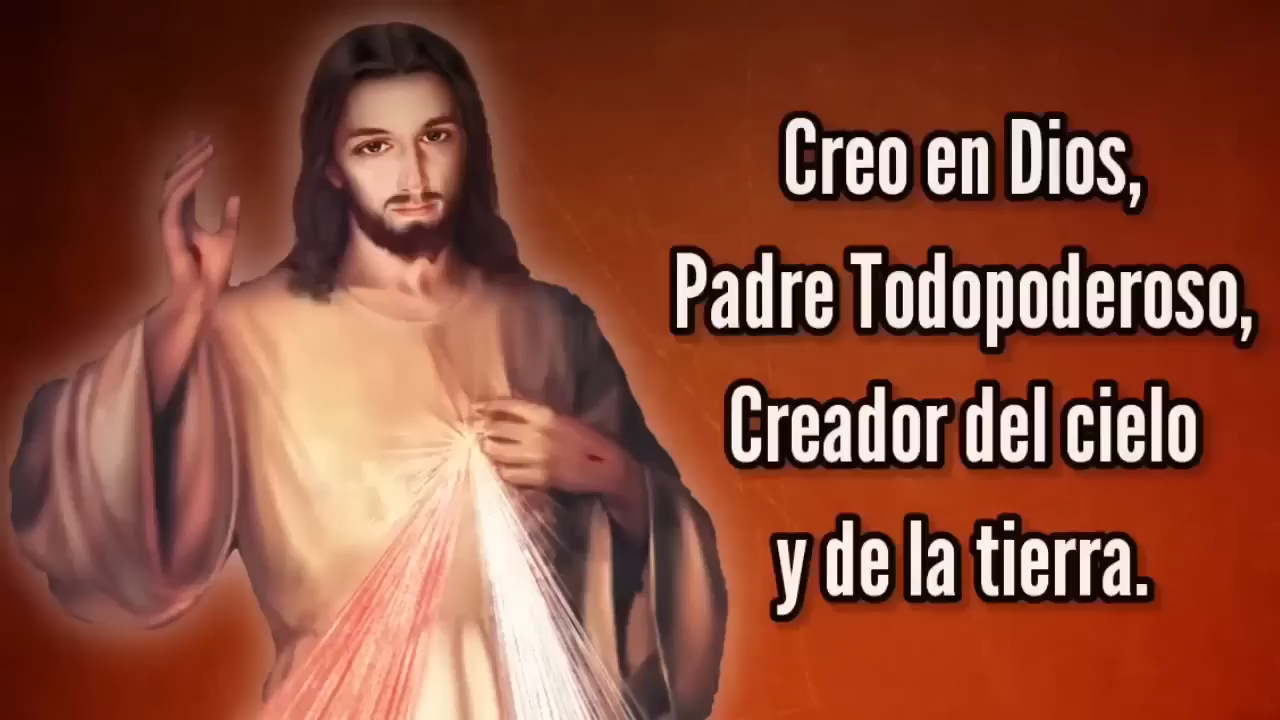 Creo en Dios,
Padre Todopoderoso,
Creador del cielo
y de la tierra.